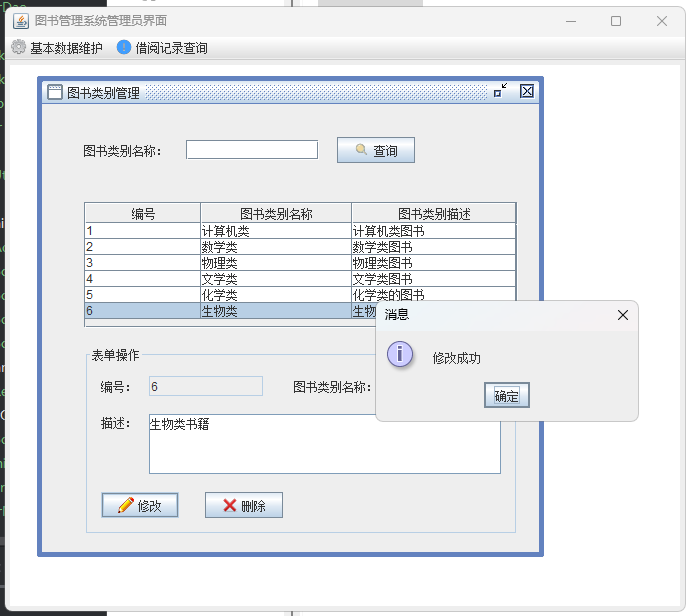 图书管理系统管理员界面
基本数据维护 借阅记录查询
图书类别管理
图书类别名称： 查询
编号 图书类别名称 图书类别描述
1 计算机类 计算机类图书
2 数学类 数学类图书
3 物理类 物理类图书
4 文学类 文学类图书
5 化学类 化学类的图书
6 生物类 生物
消息
修改成功
确定
表单操作
编号： 6 图书类别名称：
描述： 生物类书籍
修改 删除